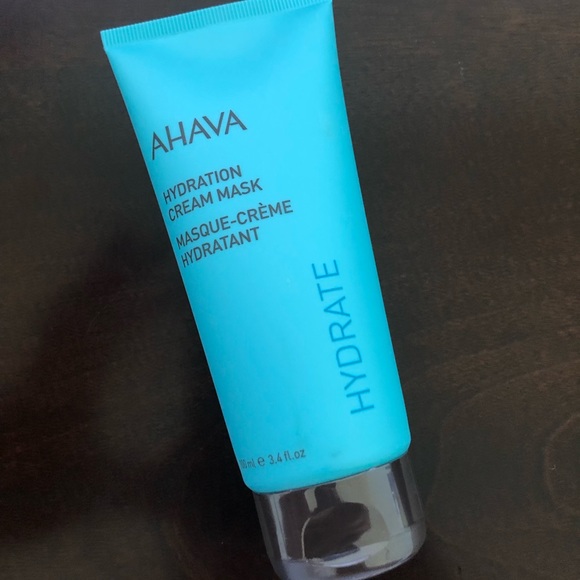 AHAVA
HYDRATION
CREAM MASK
MASQUE-CRÈME
HYDRATANT
HYDRATE
3.4 fl.oz